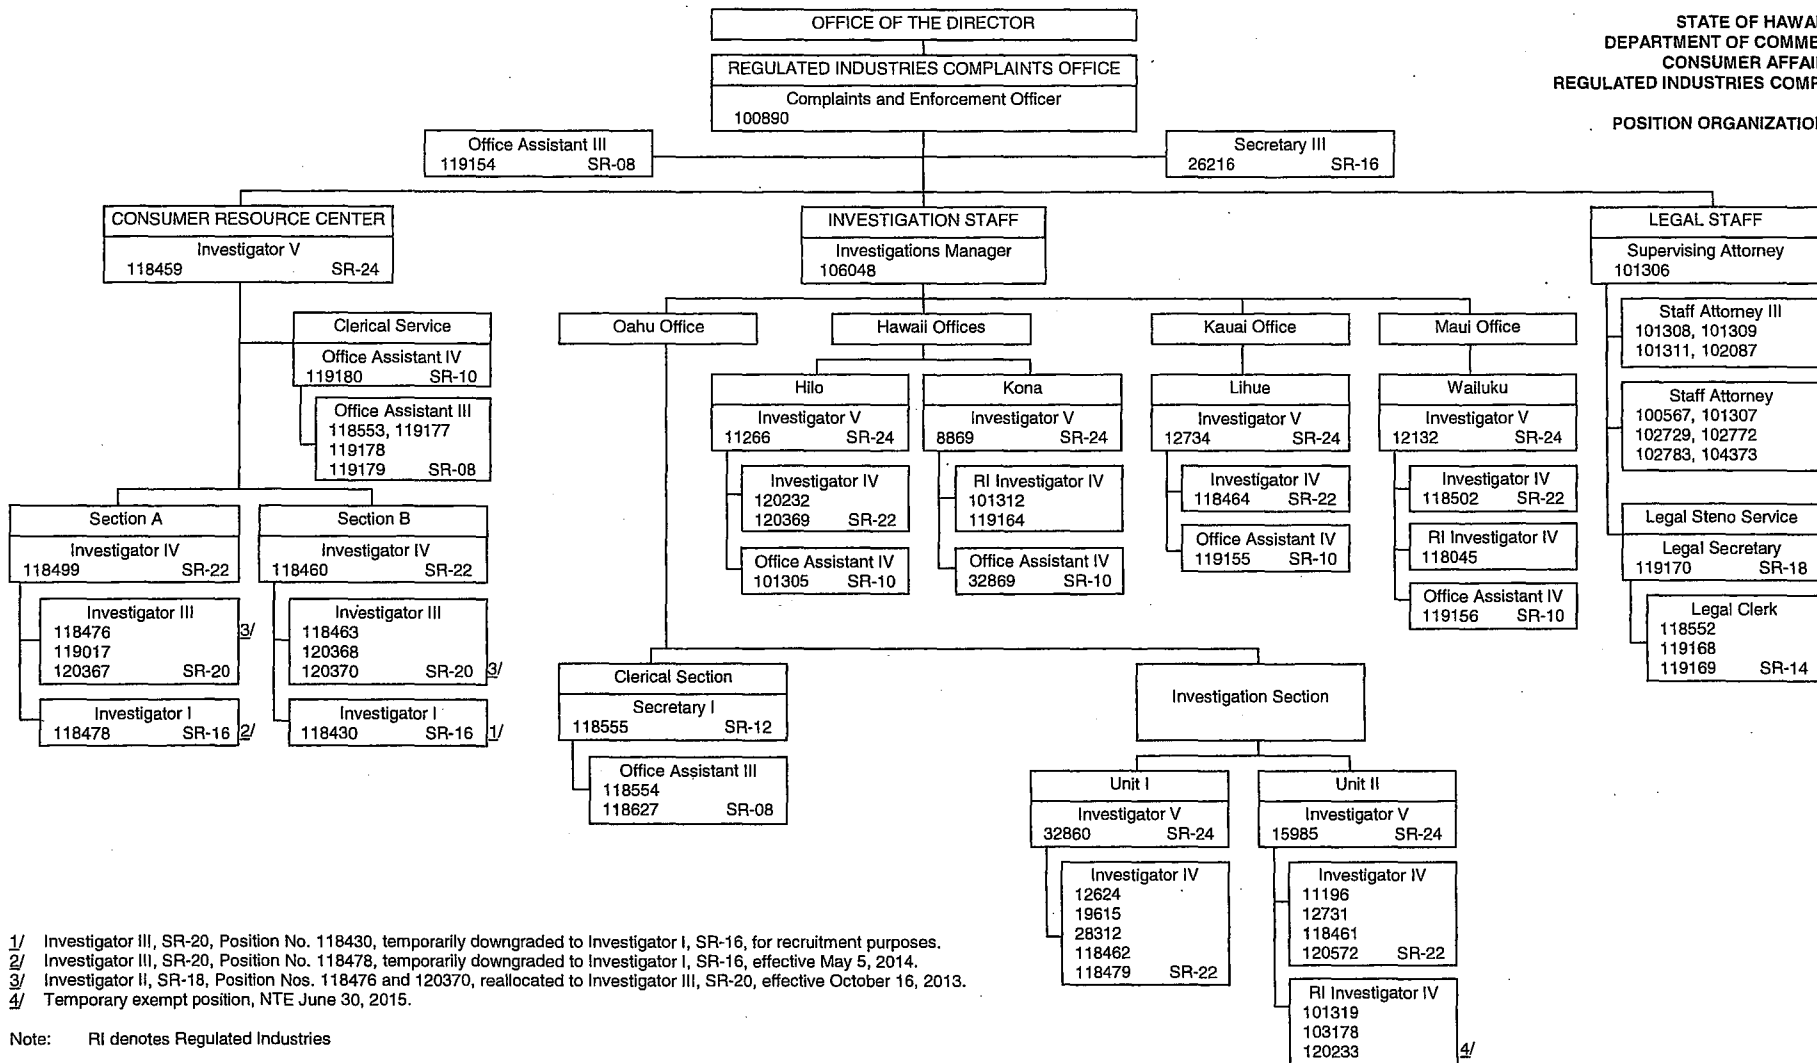 STATE OF HAWA
DEPARTMENT OF COMME
CONSUMER AFFAI
REGULATED INDUSTRIES COMP
POSITION ORGANIZATION
OFFICE OF THE DIRECTOR
REGULATED INDUSTRIES COMPLAINTS OFFICE
Complaints and Enforcement Officer
100890
Office Assistant III
119154 SR-08
Secretary III
26216 SR-16
CONSUMER RESOURCE CENTER
Investigator V
118459 SR-24
Clerical Service
Office Assistant IV
119180 SR-10
Office Assistant III
118553, 119177
119178
119179 SR-08
Section A
Investigator IV
118499 SR-22
Investigator III
118476 3/
119017
120367 SR-20
Investigator I
118478 SR-16 2/
Section B
Investigator IV
118460 SR-22
Investigator III
118463
120368
120370 SR-20 3/
Investigator I
118430 SR-16 1/
INVESTIGATION STAFF
Investigations Manager
106048
Oahu Office
Hawaii Offices
Kauai Office
Maui Office
Hilo
Investigator V
11266 SR-24
Investigator IV
120232
120369 SR-22
Office Assistant IV
101305 SR-10
Kona
Investigator V
8869 SR-24
RI Investigator IV
101312
119164
Office Assistant IV
32869 SR-10
Lihue
Investigator V
12734 SR-24
Investigator IV
118464 SR-22
Office Assistant IV
119155 SR-10
Wailuku
Investigator V
12132 SR-24
Investigator IV
118502 SR-22
RI Investigator IV
118045
Office Assistant IV
119156 SR-10
Clerical Section
Secretary I
118555 SR-12
Office Assistant III
118554
118627 SR-08
Investigation Section
Unit I
Investigator V
32860 SR-24
Investigator IV
12624
19615
28312
118462
118479 SR-22
Unit II
Investigator V
15985 SR-24
Investigator IV
11196
12731
118461
120572 SR-22
RI Investigator IV
101319
103178
120233 4/
LEGAL STAFF
Supervising Attorney
101306
Staff Attorney III
101308, 101309
101311, 102087
Staff Attorney
100567, 101307
102729, 102772
102783, 104373
Legal Steno Service
Legal Secretary
119170 SR-18
Legal Clerk
118552
119168
119169 SR-14
1/ Investigator III, SR-20, Position No. 118430, temporarily downgraded to Investigator I, SR-16, for recruitment purposes.
2/ Investigator III, SR-20, Position No. 118478, temporarily downgraded to Investigator I, SR-16, effective May 5, 2014.
3/ Investigator II, SR-18, Position Nos. 118476 and 120370, reallocated to Investigator III, SR-20, effective October 16, 2013.
4/ Temporary exempt position, NTE June 30, 2015.
Note: RI denotes Regulated Industries